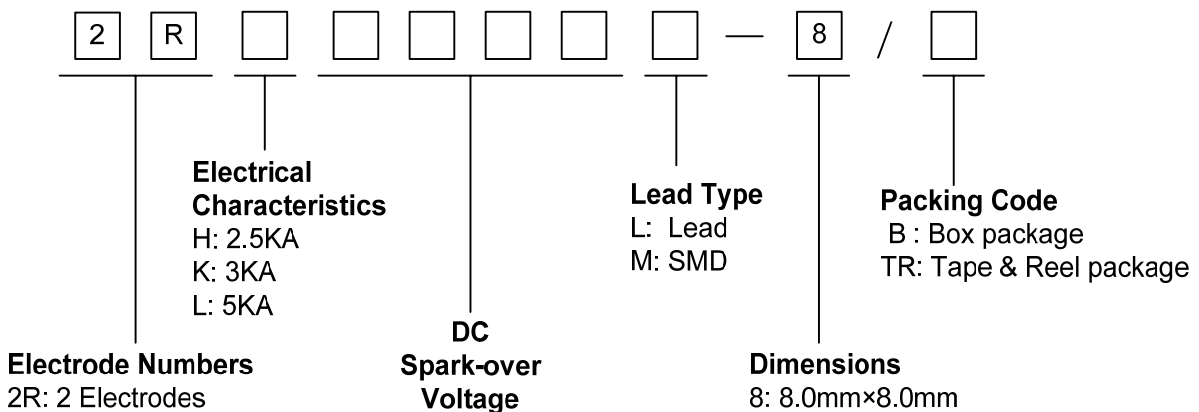 2 R — 8 /
Electrical
Characteristics
H: 2.5KA
K: 3KA
L: 5KA
Lead Type
L: Lead
M: SMD
Packing Code
B : Box package
TR: Tape & Reel package
Electrode Numbers
2R: 2 Electrodes
DC
Spark-over
Voltage
Dimensions
8: 8.0mm×8.0mm